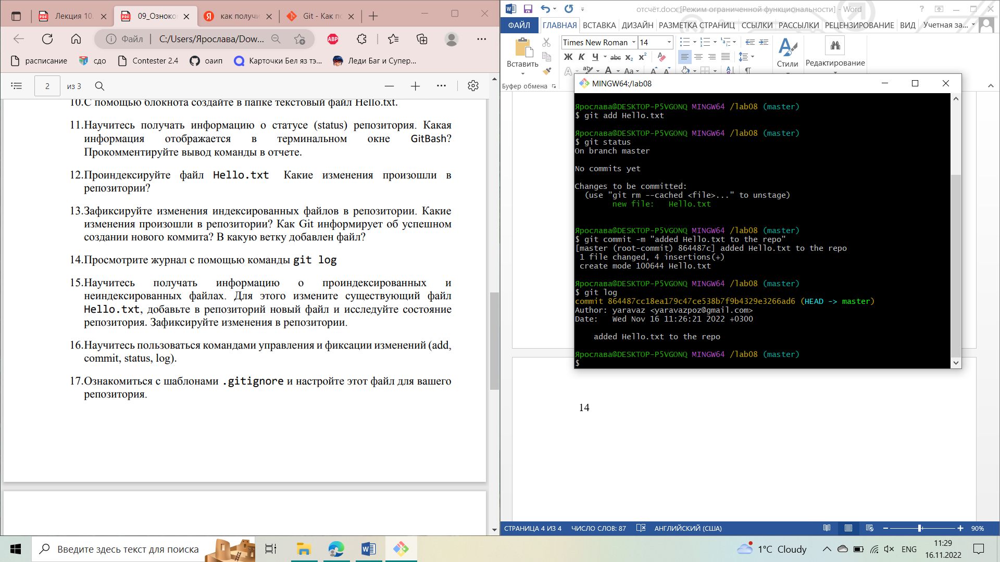 Лекция 10.
09_Озноко
как получи
Git - Как по
Файл
C:/Users/Ярослава/Dow...
ABP
расписание
сдо
Contester 2.4
оаип
Карточки Бел яз тэ...
Леди Баг и Супер...
2
из 3
10.С помощью блокнота создайте в папке текстовый файл Hello.txt.
11.Научитесь получать информацию о статусе (status) репозитория. Какая
информация отображается в терминальном окне GitBash?
Прокомментируйте вывод команды в отчете.
12.Проиндексируйте файл Hello.txt Какие изменения произошли в
репозитории?
13.Зафиксируйте изменения индексированных файлов в репозитории. Какие
изменения произошли в репозитории? Как Git информирует об успешном
создании нового коммита? В какую ветку добавлен файл?
14.Просмотрите журнал с помощью команды git log
15.Научитесь получать информацию о проиндексированных и
неиндексированных файлах. Для этого измените существующий файл
Hello.txt, добавьте в репозиторий новый файл и исследуйте состояние
репозитория. Зафиксируйте изменения в репозитории.
16.Научитесь пользоваться командами управления и фиксации изменений (add,
commit, status, log).
17.Ознакомиться с шаблонами .gitignore и настройте этот файл для вашего
репозитория.
отсчёт.docx [Режим ограниченной функциональности] - Word
ФАЙЛ
ГЛАВНАЯ
ВСТАВКА
ДИЗАЙН
РАЗМЕТКА СТРАНИЦ
ССЫЛКИ
РАССЫЛКИ
РЕЦЕНЗИРОВАНИЕ
ВИД
Учетная за...
Вставить
Буфер обмена
Times New Roman
14
Ж К Ч abc x₂ x²
Стили
Редактирование
MINGW64:/lab08
Ярослава@DESKTOP-P5VGONQ MINGW64 /lab08 (master)
$ git add Hello.txt
Ярослава@DESKTOP-P5VGONQ MINGW64 /lab08 (master)
$ git status
On branch master
No commits yet
Changes to be committed:
(use "git rm --cached <file>..." to unstage)
new file: Hello.txt
Ярослава@DESKTOP-P5VGONQ MINGW64 /lab08 (master)
$ git commit -m "added Hello.txt to the repo"
[master (root-commit) 864487c] added Hello.txt to the repo
1 file changed, 4 insertions(+)
create mode 100644 Hello.txt
Ярослава@DESKTOP-P5VGONQ MINGW64 /lab08 (master)
$ git log
commit 864487cc18ea179c47ce538b7f9b4329e3266ad6 (HEAD -> master)
Author: yaravaz <yaravazpoz@gmail.com>
Date: Wed Nov 16 11:26:21 2022 +0300
added Hello.txt to the repo
Ярослава@DESKTOP-P5VGONQ MINGW64 /lab08 (master)
$
14
СТРАНИЦА 4 ИЗ 4
ЧИСЛО СЛОВ: 87
АНГЛИЙСКИЙ (США)
90%
Введите здесь текст для поиска
1°C Cloudy
ENG
11:29
16.11.2022